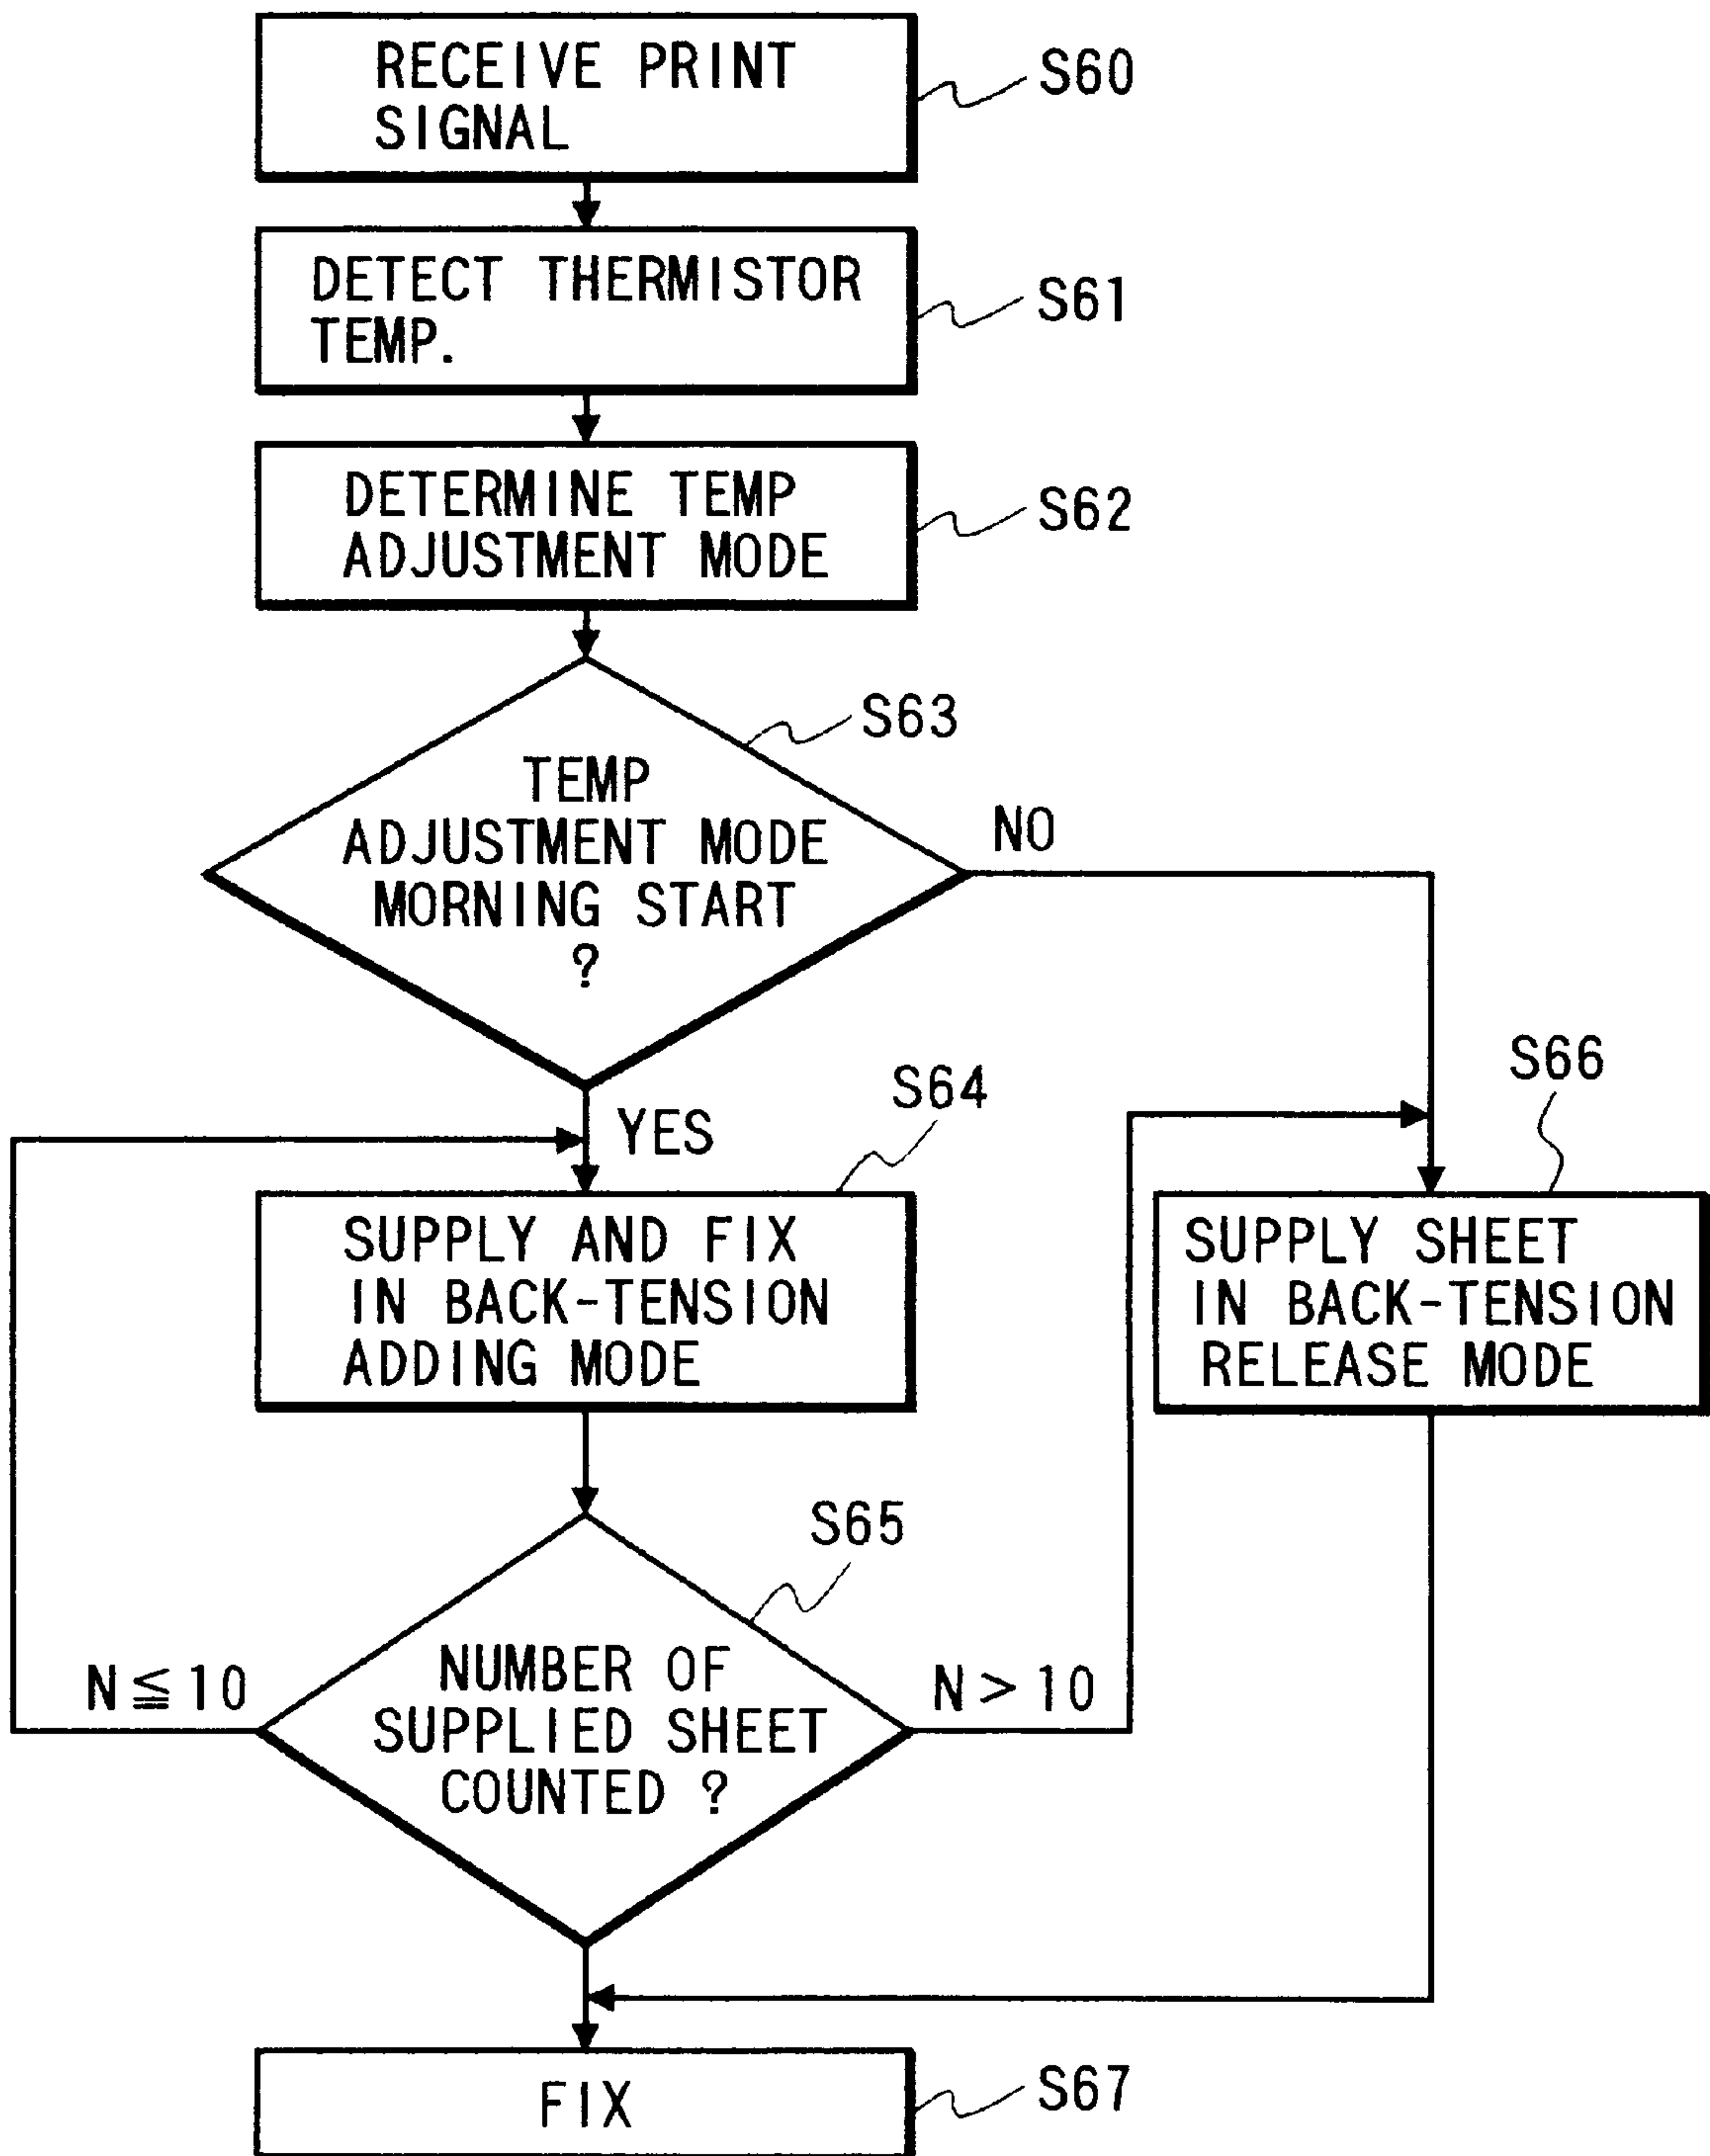 RECEIVE PRINT
SIGNAL
S60
DETECT THERMISTOR
TEMP.
S61
DETERMINE TEMP
ADJUSTMENT MODE
S62
S63
TEMP
ADJUSTMENT MODE
MORNING START
?
NO
YES
S64
SUPPLY AND FIX
IN BACK-TENSION
ADDING MODE
S66
SUPPLY SHEET
IN BACK-TENSION
RELEASE MODE
S65
NUMBER OF
SUPPLIED SHEET
COUNTED ?
N ≦ 10
N > 10
FIX
S67